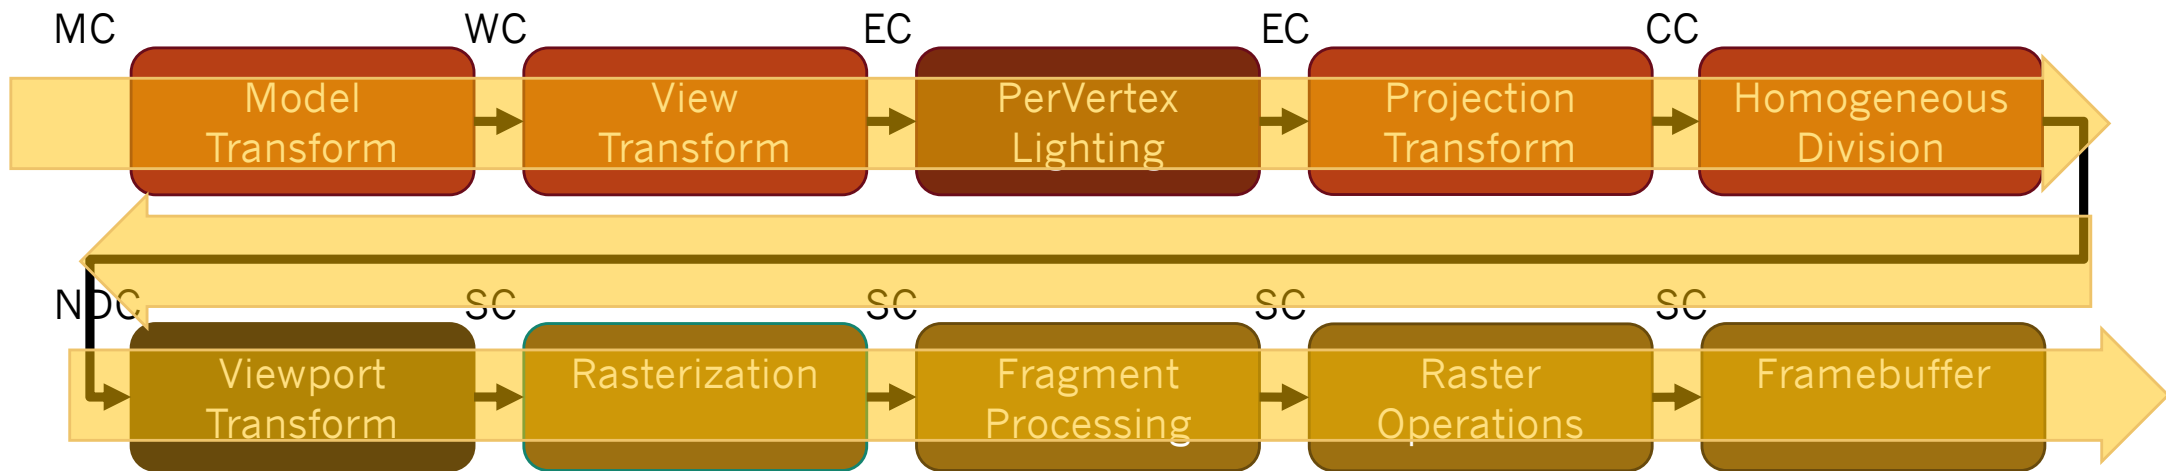 MC WC EC EC CC
Model View PerVertex Projection Homogeneous
Transform Transform Lighting Transform Division
NDC SC SC SC SC
Viewport Rasterization Fragment Raster Framebuffer
Transform Processing Operations